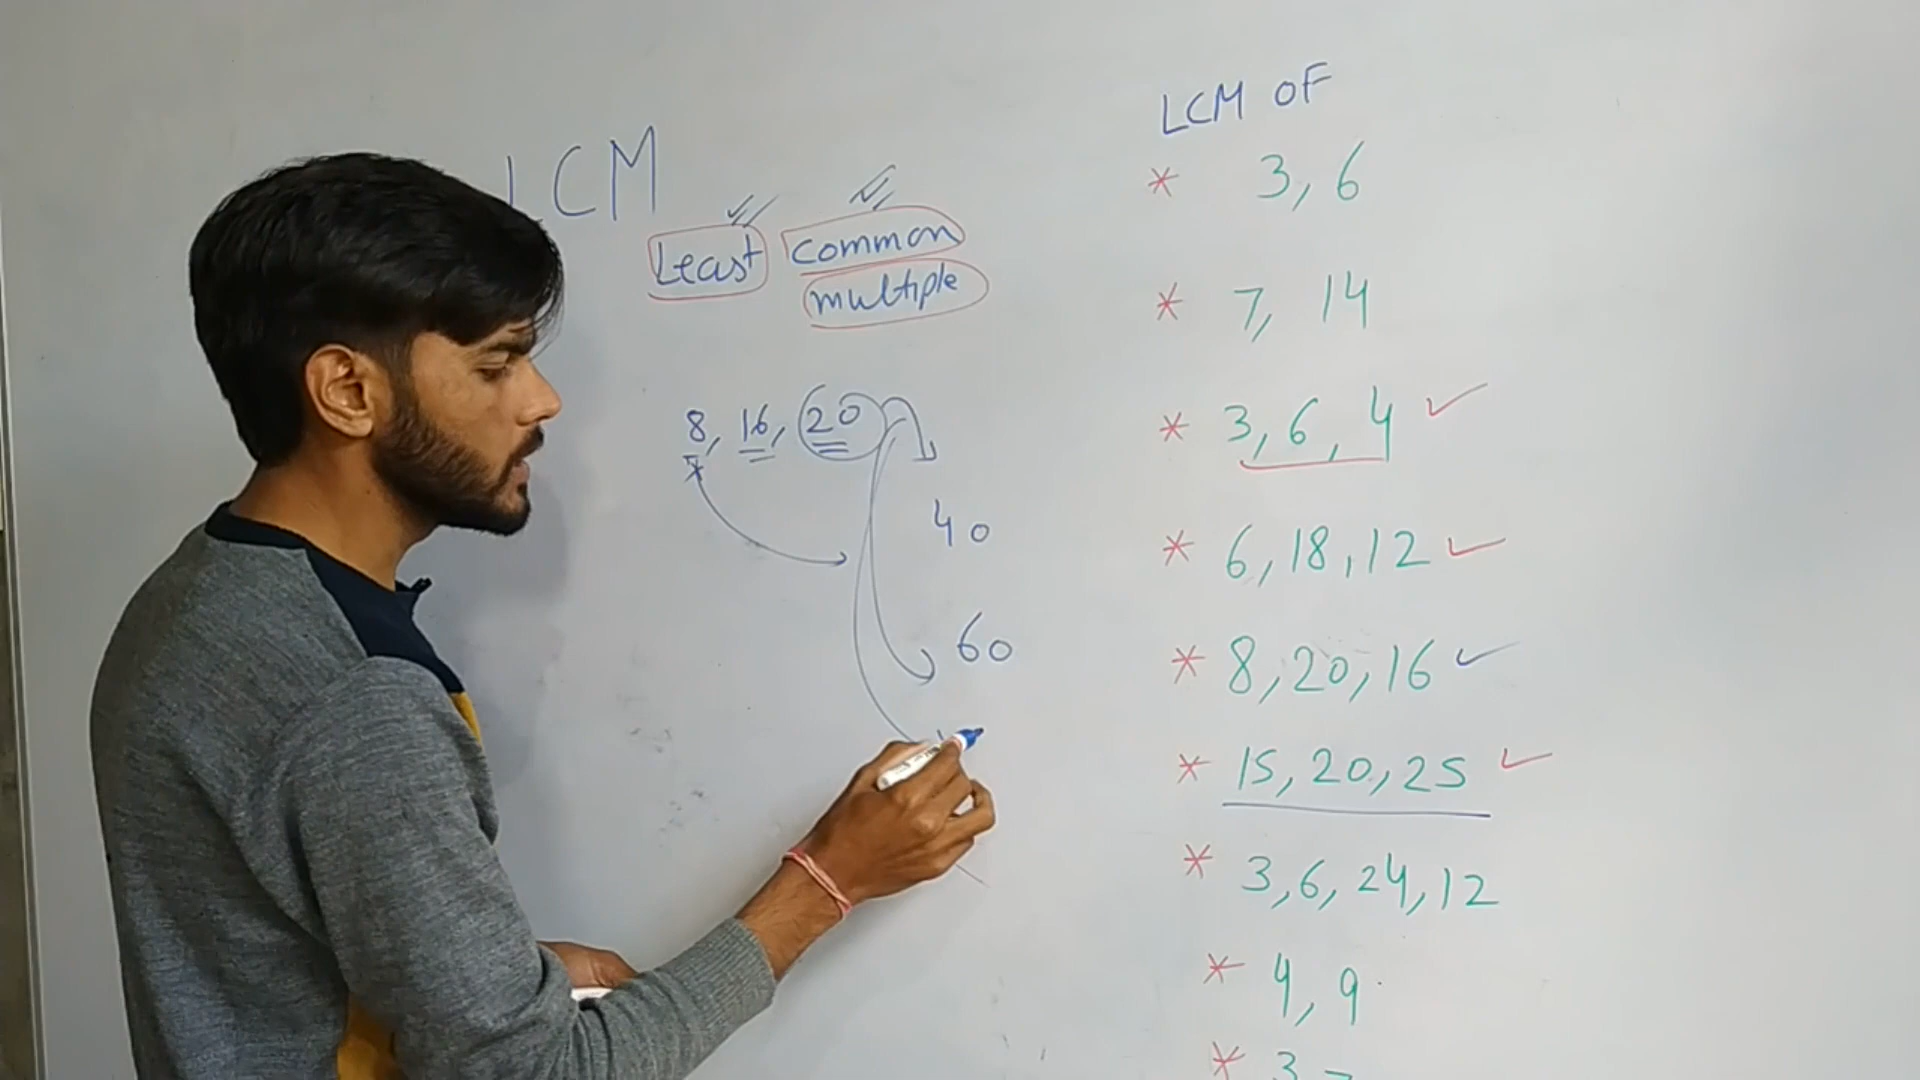 LCM
Least common
multiple
8, 16, 20
40
60
LCM OF
* 3, 6
* 7, 14
* 3, 6, 4 ✓
* 6, 18, 12 ✓
* 8, 20, 16 ✓
* 15, 20, 25 ✓
* 3, 6, 24, 12
* 4, 9
* 3